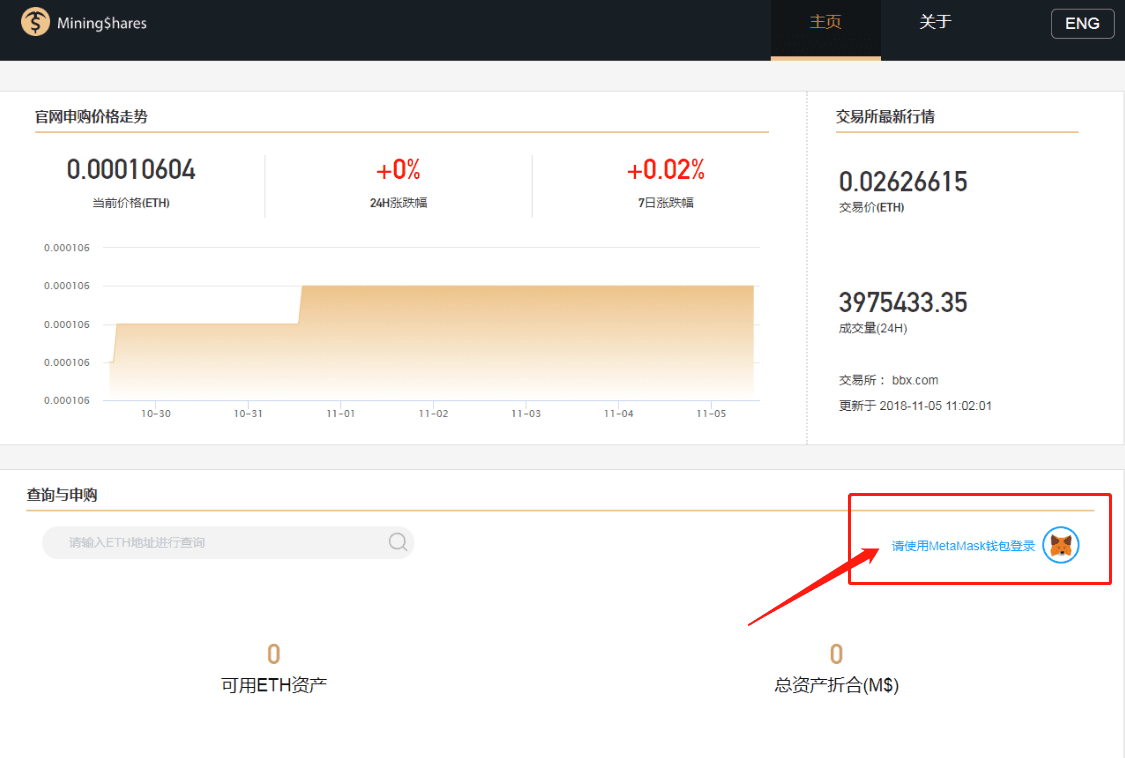 Mining$hares
主页
关于
ENG
官网申购价格走势
0.00010604
当前价格(ETH)
+0%
24H涨跌幅
+0.02%
7日涨跌幅
0.000106
0.000106
0.000106
0.000106
0.000106
10-30
10-31
11-01
11-02
11-03
11-04
11-05
交易所最新行情
0.02626615
交易价(ETH)
3975433.35
成交量(24H)
交易所： bbx.com
更新于 2018-11-05 11:02:01
查询与申购
请输入ETH地址进行查询
请使用MetaMask钱包登录
0
可用ETH资产
0
总资产折合(M$)